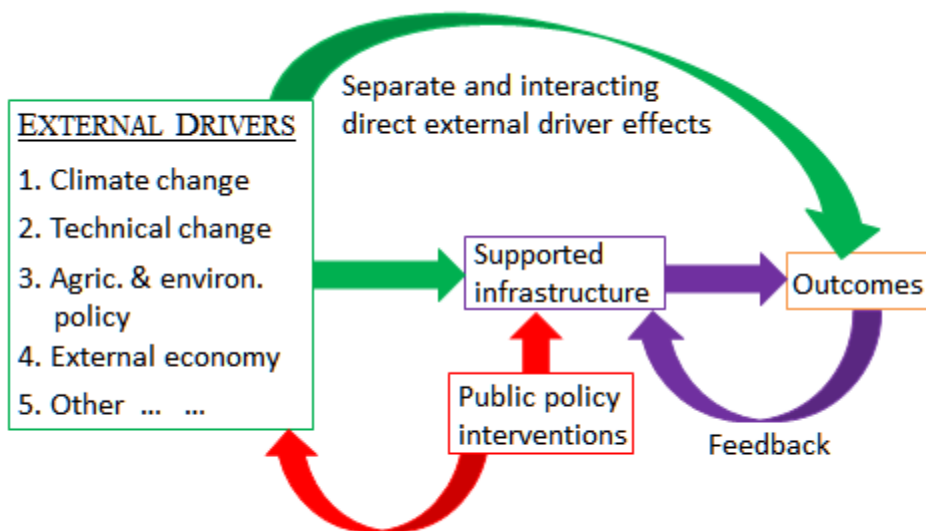 Separate and interacting
direct external driver effects
EXTERNAL DRIVERS
1. Climate change
2. Technical change
3. Agric. & environ.
policy
4. External economy
5. Other ... ...
Supported
infrastructure
Outcomes
Public policy
interventions
Feedback